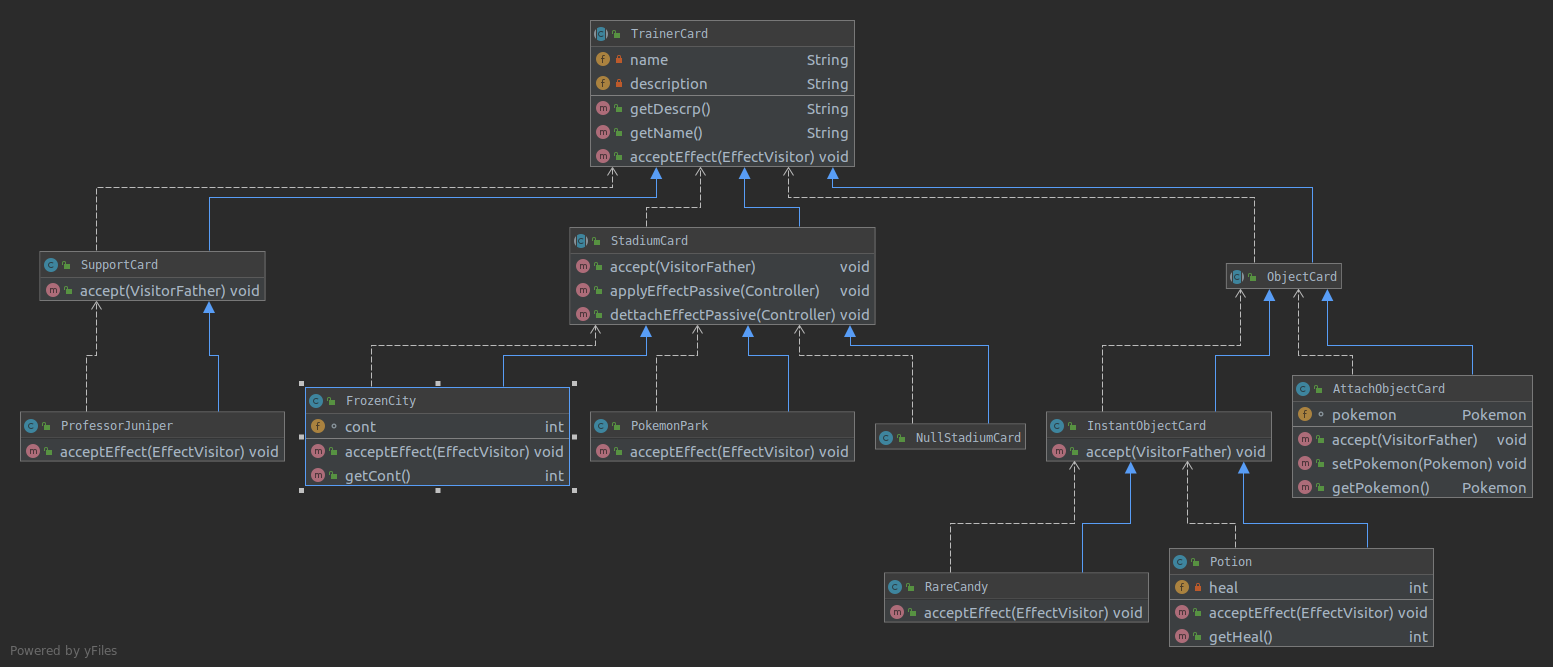 TrainerCard
name String
description String
getDescrp() String
getName() String
acceptEffect(EffectVisitor) void
SupportCard
accept(VisitorFather) void
StadiumCard
accept(VisitorFather) void
applyEffectPassive(Controller) void
dettachEffectPassive(Controller) void
ObjectCard
ProfessorJuniper
acceptEffect(EffectVisitor) void
FrozenCity
cont int
acceptEffect(EffectVisitor) void
getCont() int
PokemonPark
acceptEffect(EffectVisitor) void
NullStadiumCard
InstantObjectCard
accept(VisitorFather) void
AttachObjectCard
pokemon Pokemon
accept(VisitorFather) void
setPokemon(Pokemon) void
getPokemon() Pokemon
RareCandy
acceptEffect(EffectVisitor) void
Potion
heal int
acceptEffect(EffectVisitor) void
getHeal() int
Powered by yFiles